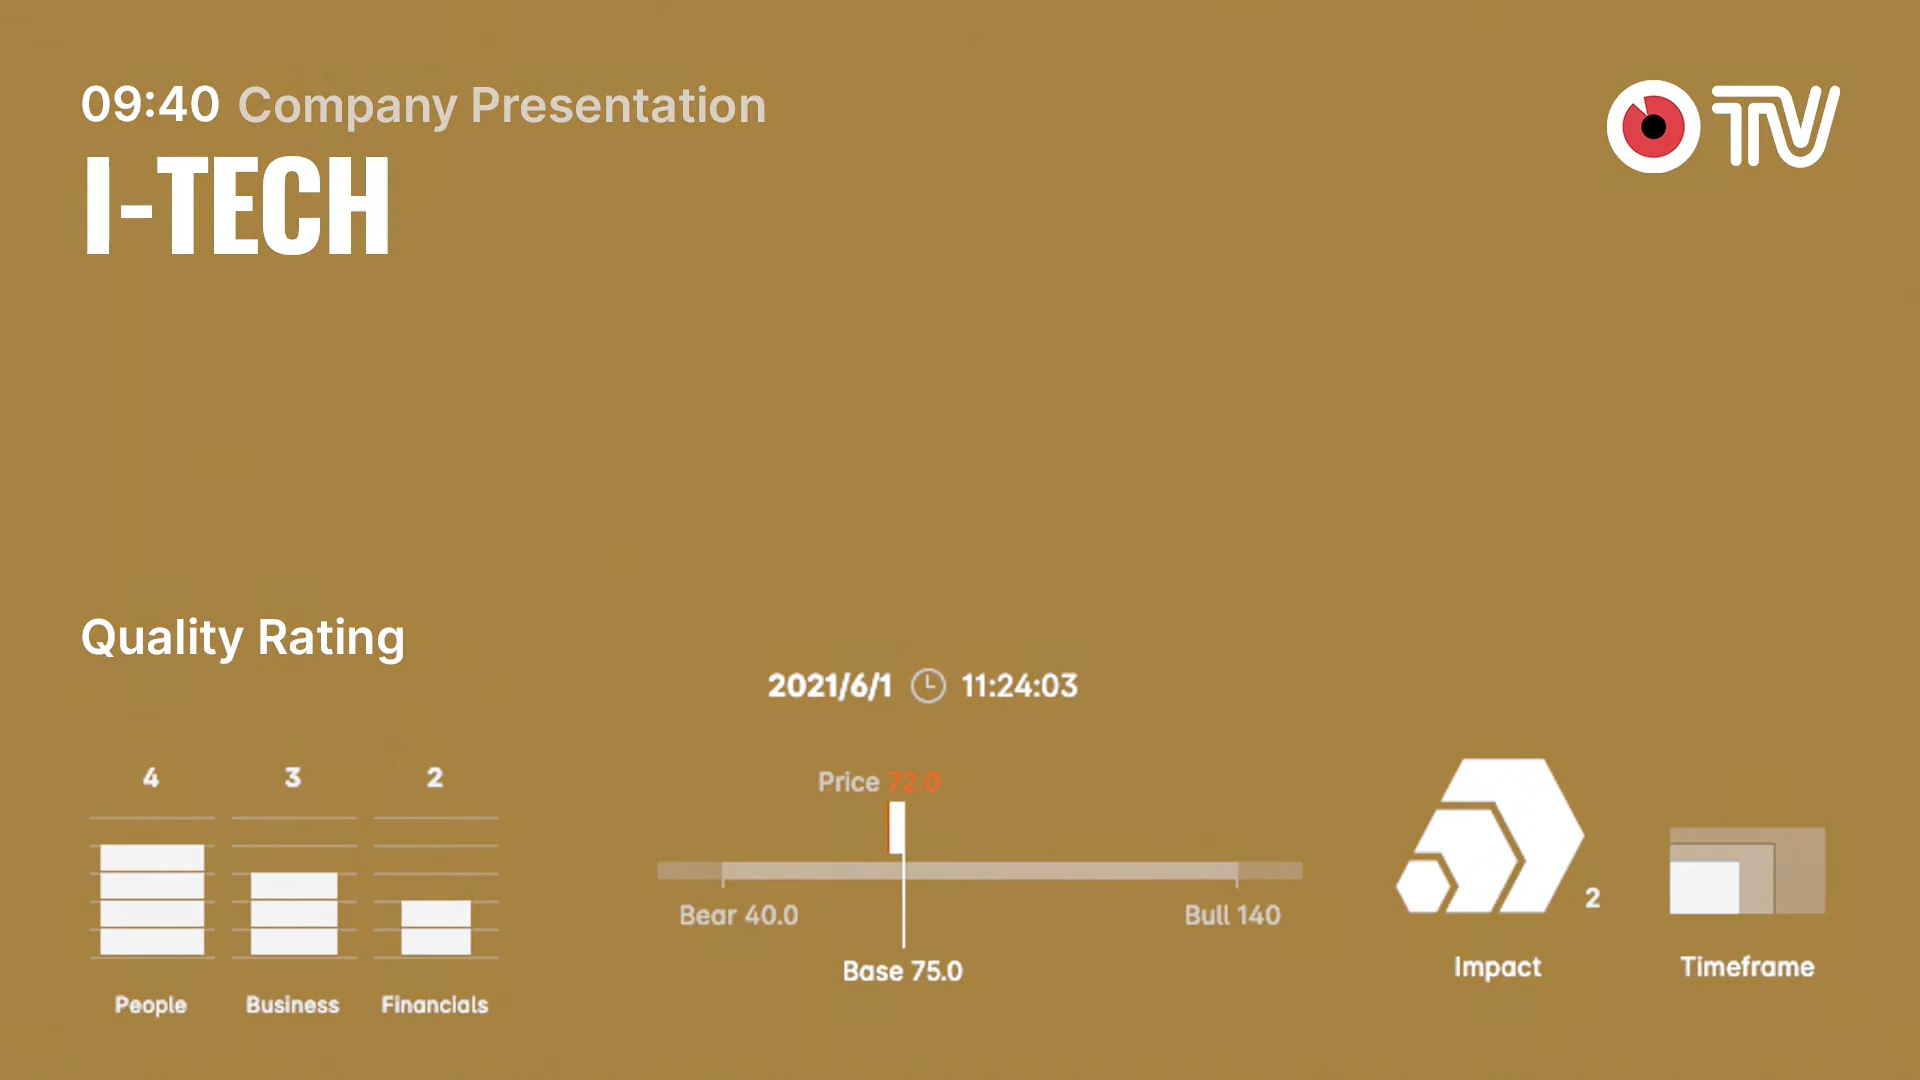 09:40 Company Presentation
I-TECH
TV
Quality Rating
2021/6/1 11:24:03
4 3 2
People Business Financials
Price 72.0
Bear 40.0 Bull 140
Base 75.0
2
Impact Timeframe